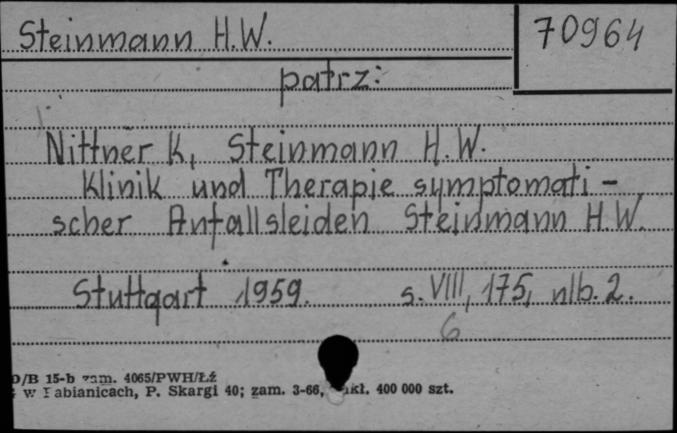 Steinmann H.W.
70964
patrz:
Nittner K, Steinmann H.W.
Klinik und Therapie symptomati-
scher Anfallsleiden Steinmann H.W.
Stuttgart 1959. s. VIII, 175, nlb. 2.
6
D/B 15-b zam. 4065/PWH/Łź
w Pabianicach, P. Skargi 40; zam. 3-66, nakł. 400 000 szt.